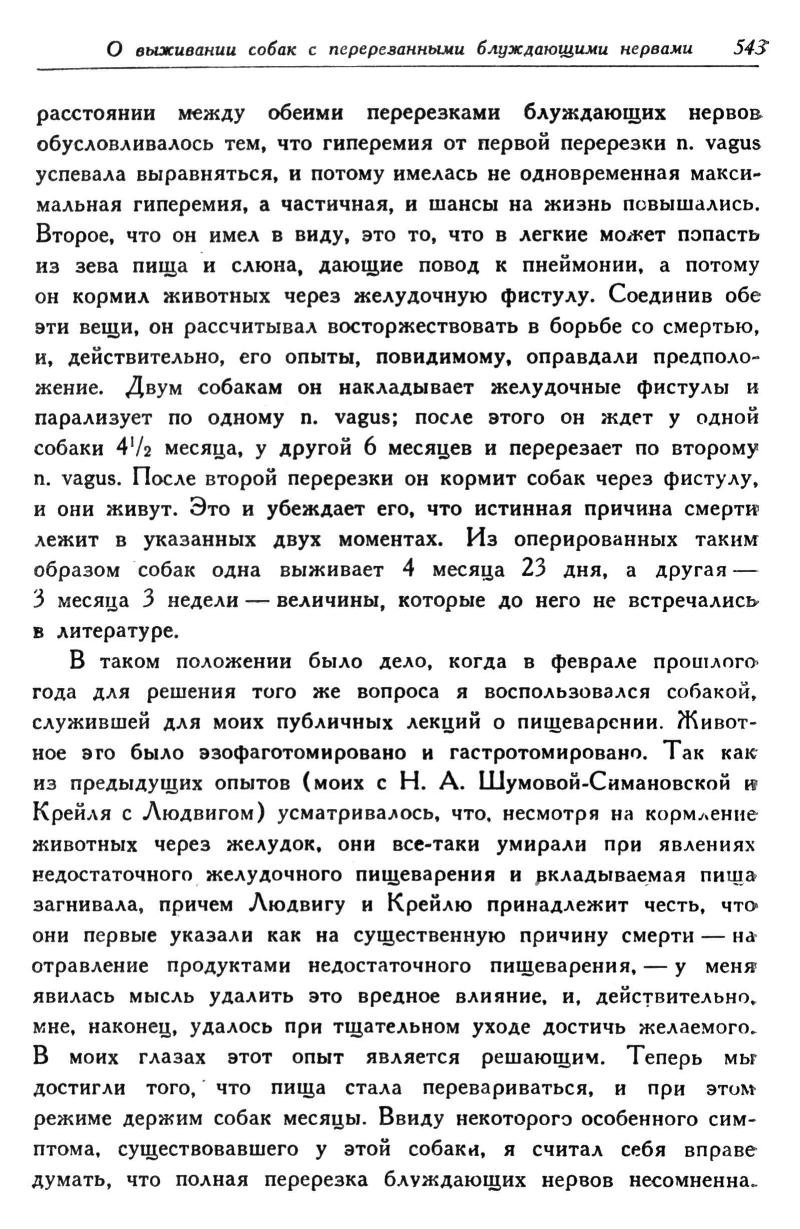 О выживании собак с перерезанными блуждающими нервами 543
расстоянии между обеими перерезками блуждающих нервов
обусловливалось тем, что гиперемия от первой перерезки n. vagus
успевала выравняться, и потому имелась не одновременная макси-
мальная гиперемия, а частичная, и шансы на жизнь повышались.
Второе, что он имел в виду, это то, что в легкие может попасть
из зева пища и слюна, дающие повод к пнеймонии, а потому
он кормил животных через желудочную фистулу. Соединив обе
эти вещи, он рассчитывал восторжествовать в борьбе со смертью,
и, действительно, его опыты, повидимому, оправдали предполо-
жение. Двум собакам он накладывает желудочные фистулы и
парализует по одному n. vagus; после этого он ждет у одной
собаки 4¹/₂ месяца, у другой 6 месяцев и перерезает по второму
n. vagus. После второй перерезки он кормит собак через фистулу,
и они живут. Это и убеждает его, что истинная причина смерти
лежит в указанных двух моментах. Из оперированных таким
образом собак одна выживает 4 месяца 23 дня, а другая —
3 месяца 3 недели — величины, которые до него не встречались
в литературе.
В таком положении было дело, когда в феврале прошлого
года для решения того же вопроса я воспользовался собакой,
служившей для моих публичных лекций о пищеварении. Живот-
ное это было эзофаготомировано и гастротомировано. Так как
из предыдущих опытов (моих с Н. А. Шумовой-Симановской и
Крейля с Людвигом) усматривалось, что, несмотря на кормление
животных через желудок, они все-таки умирали при явлениях
недостаточного желудочного пищеварения и вкладываемая пища
загнивала, причем Людвигу и Крейлю принадлежит честь, что
они первые указали как на существенную причину смерти — на
отравление продуктами недостаточного пищеварения, — у меня
явилась мысль удалить это вредное влияние, и, действительно,
мне, наконец, удалось при тщательном уходе достичь желаемого.
В моих глазах этот опыт является решающим. Теперь мы
достигли того, что пища стала перевариваться, и при этом
режиме держим собак месяцы. Ввиду некоторого особенного сим-
птома, существовавшего у этой собаки, я считал себя вправе
думать, что полная перерезка блуждающих нервов несомненна.